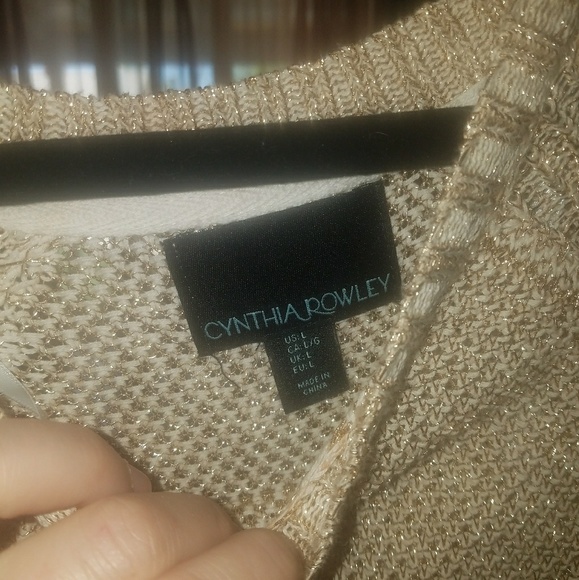 CYNTHIA ROWLEY
US: L
CA: L/G
UK: L
EU: L
MADE IN
CHINA